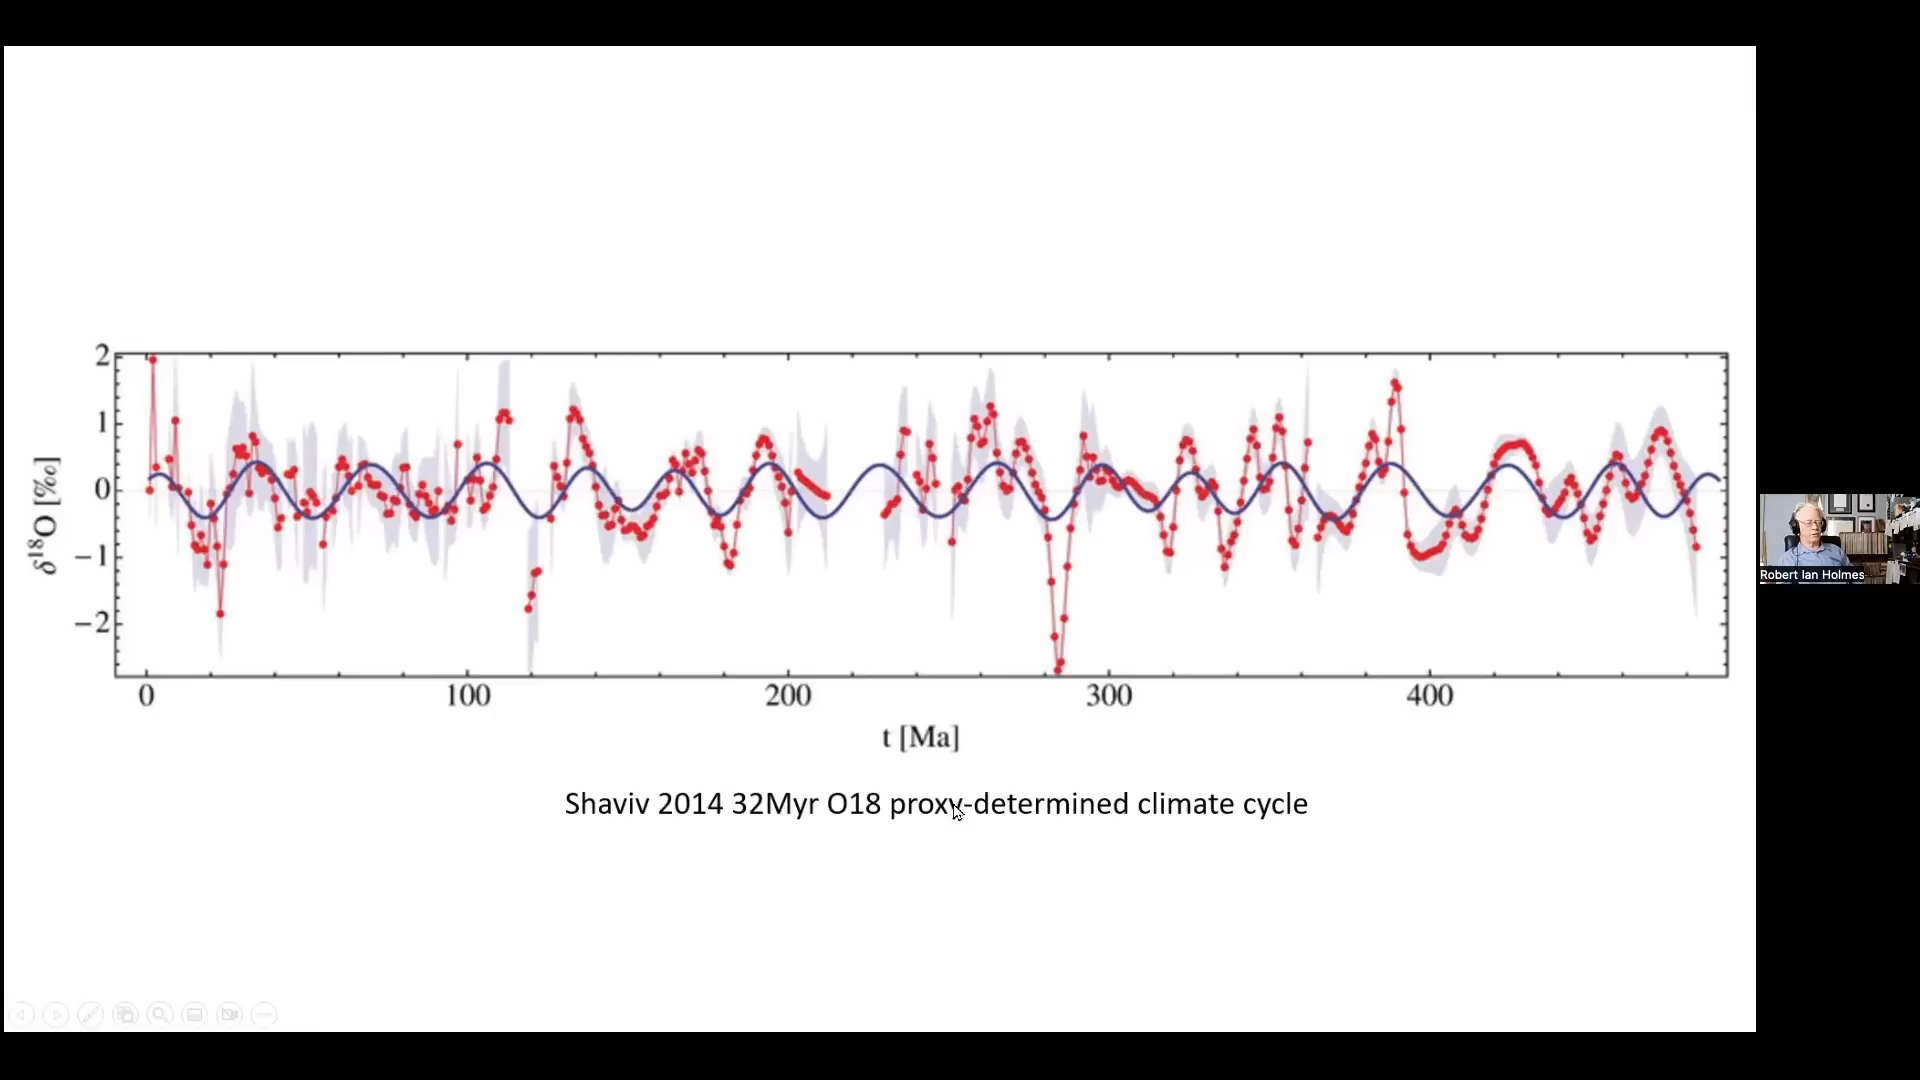 2
1
0
−1
−2
δ18O [‰]
0 100 200 300 400
t [Ma]
Shaviv 2014 32Myr O18 proxy-determined climate cycle
Robert Ian Holmes